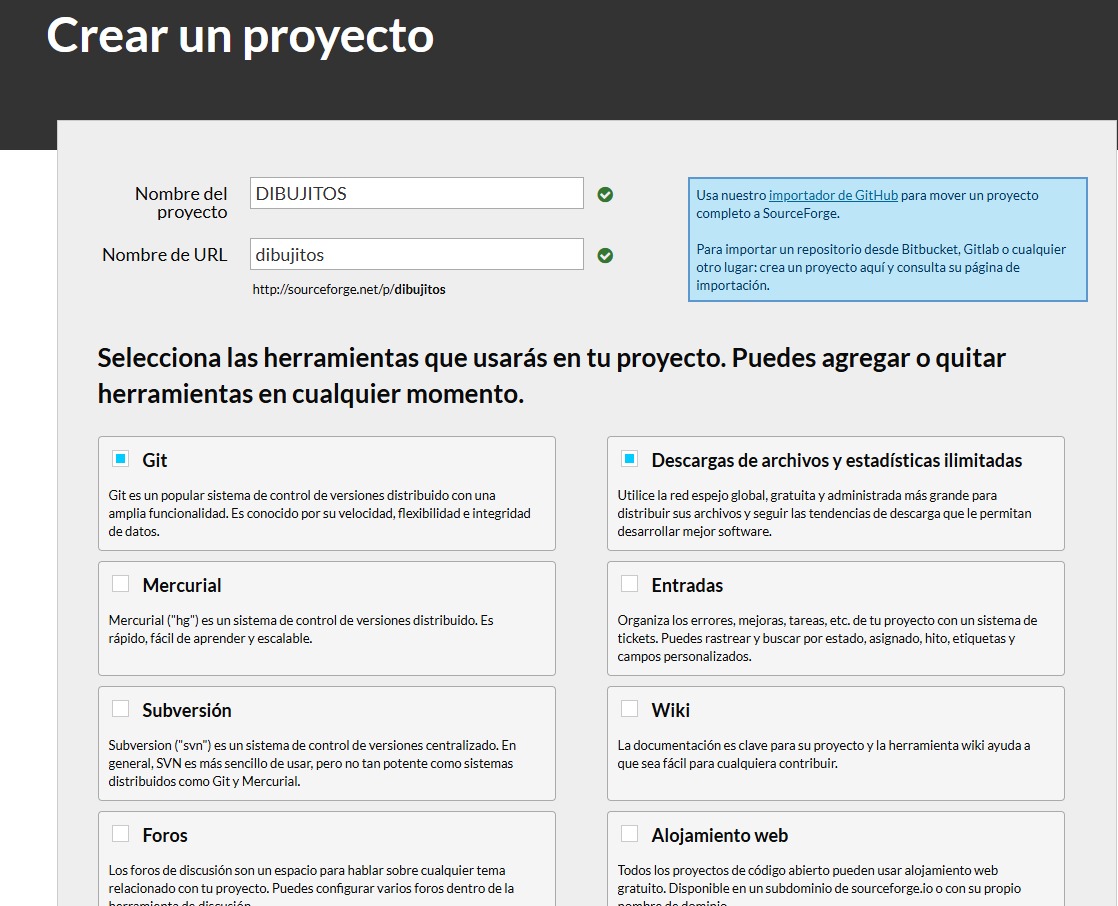 Crear un proyecto
Nombre del
proyecto
DIBUJITOS
Nombre de URL
dibujitos
http://sourceforge.net/p/dibujitos
Usa nuestro importador de GitHub para mover un proyecto
completo a SourceForge.
Para importar un repositorio desde Bitbucket, Gitlab o cualquier
otro lugar: crea un proyecto aquí y consulta su página de
importación.
Selecciona las herramientas que usarás en tu proyecto. Puedes agregar o quitar
herramientas en cualquier momento.
Git
Git es un popular sistema de control de versiones distribuido con una
amplia funcionalidad. Es conocido por su velocidad, flexibilidad e integridad
de datos.
Descargas de archivos y estadísticas ilimitadas
Utilice la red espejo global, gratuita y administrada más grande para
distribuir sus archivos y seguir las tendencias de descarga que le permitan
desarrollar mejor software.
Mercurial
Mercurial ("hg") es un sistema de control de versiones distribuido. Es
rápido, fácil de aprender y escalable.
Entradas
Organiza los errores, mejoras, tareas, etc. de tu proyecto con un sistema de
tickets. Puedes rastrear y buscar por estado, asignado, hito, etiquetas y
campos personalizados.
Subversión
Subversion ("svn") es un sistema de control de versiones centralizado. En
general, SVN es más sencillo de usar, pero no tan potente como sistemas
distribuidos como Git y Mercurial.
Wiki
La documentación es clave para su proyecto y la herramienta wiki ayuda a
que sea fácil para cualquiera contribuir.
Foros
Los foros de discusión son un espacio para hablar sobre cualquier tema
relacionado con tu proyecto. Puedes configurar varios foros dentro de la
herramienta de discusión.
Alojamiento web
Todos los proyectos de código abierto pueden usar alojamiento web
gratuito. Disponible en un subdominio de sourceforge.io o con su propio
nombre de dominio.